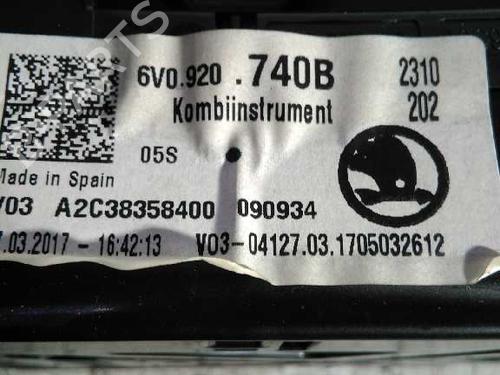 6V0.920 .740B 2310
Kombiinstrument 202
05S
Made in Spain
V03 A2C38358400 090934
7.03.2017 - 16:42:13 V03-04127.03.1705032612